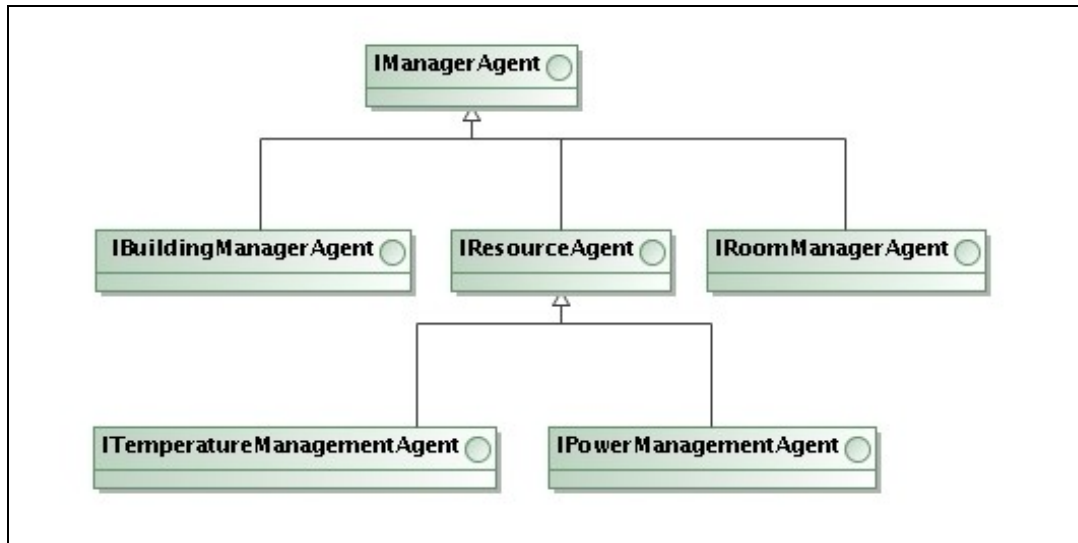 IManagerAgent
IBuildingManagerAgent
IResourceAgent
IRoomManagerAgent
ITemperatureManagementAgent
IPowerManagementAgent